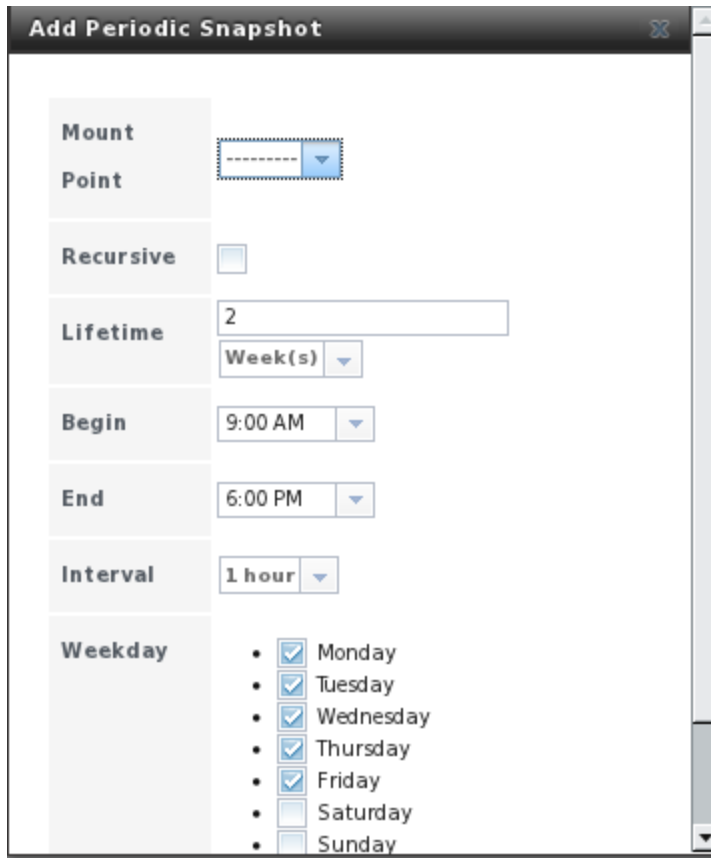 Add Periodic Snapshot
Mount
Point
---------
Recursive
Lifetime
2
Week(s)
Begin
9:00 AM
End
6:00 PM
Interval
1 hour
Weekday
• Monday
• Tuesday
• Wednesday
• Thursday
• Friday
• Saturday
• Sunday